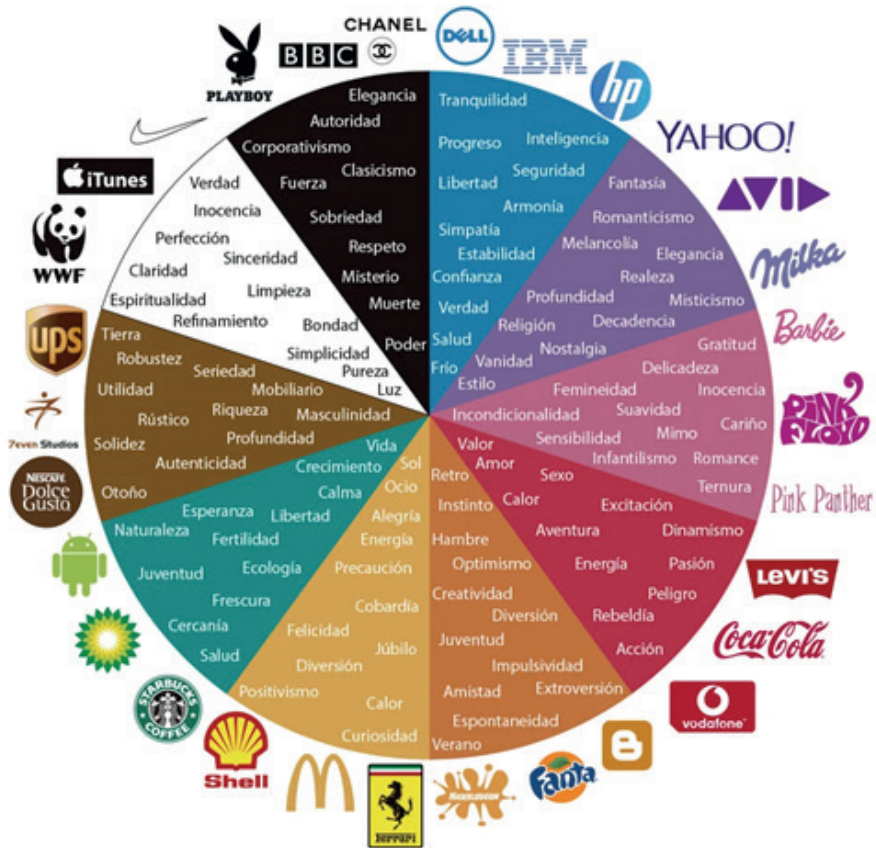 CHANEL
DELL
IBM
hp
YAHOO!
AVID
Milka
Barbie
PINK FLOYD
Pink Panther
LEVI'S
Coca-Cola
vodafone
B
Fanta
NICKELODEON
Ferrari
M
Shell
STARBUCKS
COFFEE
NESCAFÉ
DOLCE
GUSTO
7even Studios
ups
WWF
iTunes
PLAYBOY
BBC
Elegancia
Autoridad
Corporativismo
Clasicismo
Fuerza
Sobriedad
Respeto
Misterio
Muerte
Poder
Tranquilidad
Progreso
Inteligencia
Seguridad
Libertad
Armonía
Simpatía
Estabilidad
Confianza
Verdad
Salud
Frío
Fantasía
Romanticismo
Melancolía
Elegancia
Realeza
Profundidad
Misticismo
Religión
Decadencia
Nostalgia
Vanidad
Estilo
Gratitud
Delicadeza
Femineidad
Inocencia
Incondicionalidad
Suavidad
Cariño
Sensibilidad
Mimo
Infantilismo
Romance
Ternura
Valor
Amor
Sexo
Calor
Excitación
Aventura
Dinamismo
Energía
Pasión
Peligro
Rebeldía
Acción
Retro
Instinto
Hambre
Optimismo
Creatividad
Diversión
Juventud
Impulsividad
Amistad
Extroversión
Espontaneidad
Verano
Sol
Ocio
Alegría
Energía
Precaución
Cobardía
Felicidad
Júbilo
Diversión
Positivismo
Calor
Curiosidad
Vida
Crecimiento
Calma
Esperanza
Libertad
Naturaleza
Fertilidad
Ecología
Juventud
Frescura
Cercanía
Salud
Tierra
Robustez
Seriedad
Utilidad
Mobiliario
Riqueza
Masculinidad
Rústico
Profundidad
Solidez
Autenticidad
Otoño
Verdad
Inocencia
Perfección
Sinceridad
Claridad
Limpieza
Espiritualidad
Refinamiento
Bondad
Simplicidad
Pureza
Luz